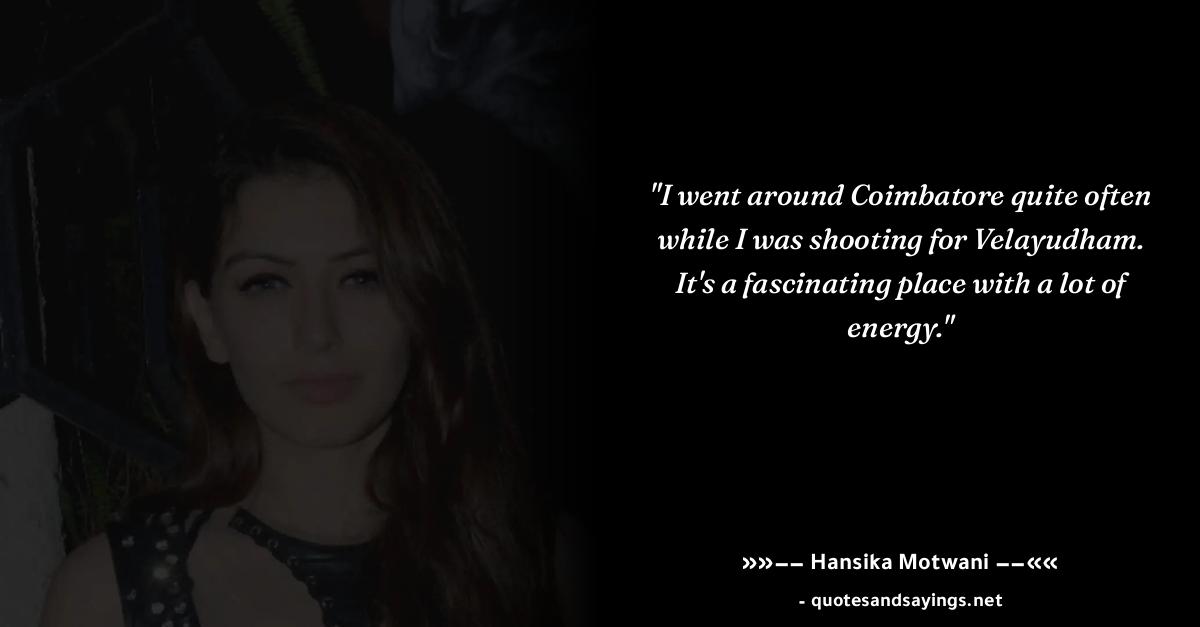 "I went around Coimbatore quite often
while I was shooting for Velayudham.
It's a fascinating place with a lot of
energy."
»»–– Hansika Motwani ––««
- quotesandsayings.net